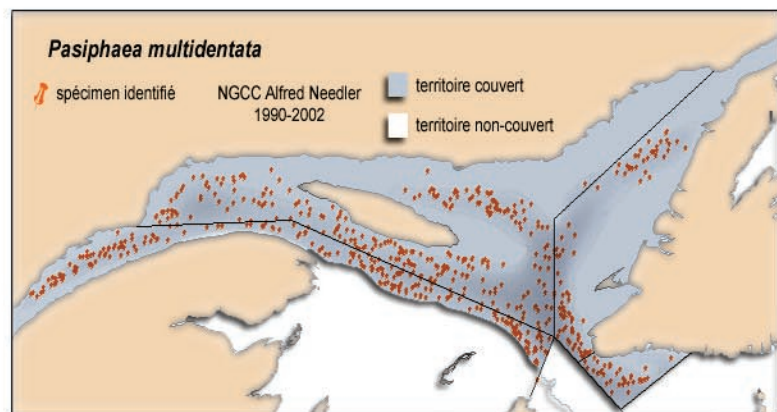 Pasiphaea multidentata
spécimen identifié
NGCC Alfred Needler
1990-2002
territoire couvert
territoire non-couvert